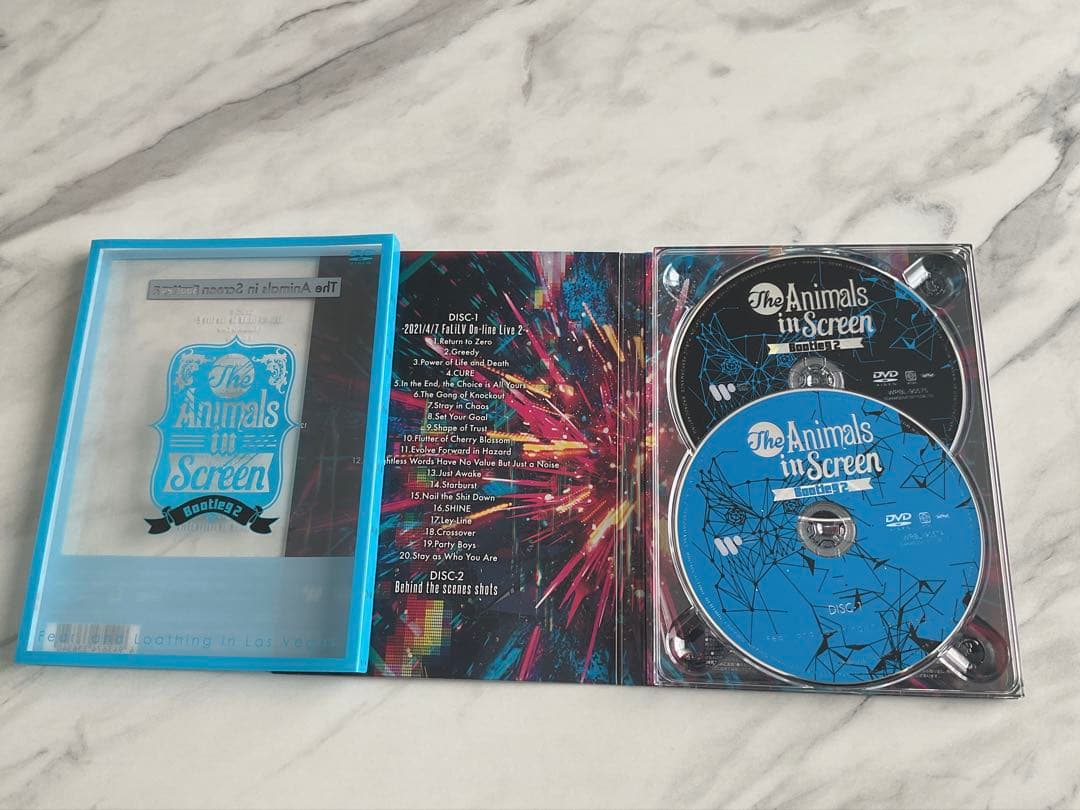 The Animals in Screen Bootleg 2
The
Animals
in
Screen
Bootleg 2
Fear, and Loathing in Las Vegas
DISC-1
-2021/4/7 FaLiLV On-line Live 2-
1.Return to Zero
2.Greedy
3.Power of Life and Death
4.CURE
5.In the End, the Choice is All Yours
6.The Gong of Knockout
7.Stray in Chaos
8.Set Your Goal
9.Shape of Trust
10.Flutter of Cherry Blossom
11.Evolve Forward in Hazard
12. ghtless Words Have No Value But Just a Noise
13.Just Awake
14.Starburst
15.Nail the Shit Down
16.SHINE
17.Ley-Line
18.Crossover
19.Party Boys
20.Stay as Who You Are
DISC-2
Behind the scenes shots
The Animals
in Screen
Bootleg 2
DVD
VIDEO
WPBL-90575
The Animals
in Screen
Bootleg 2
DVD
DISC-1